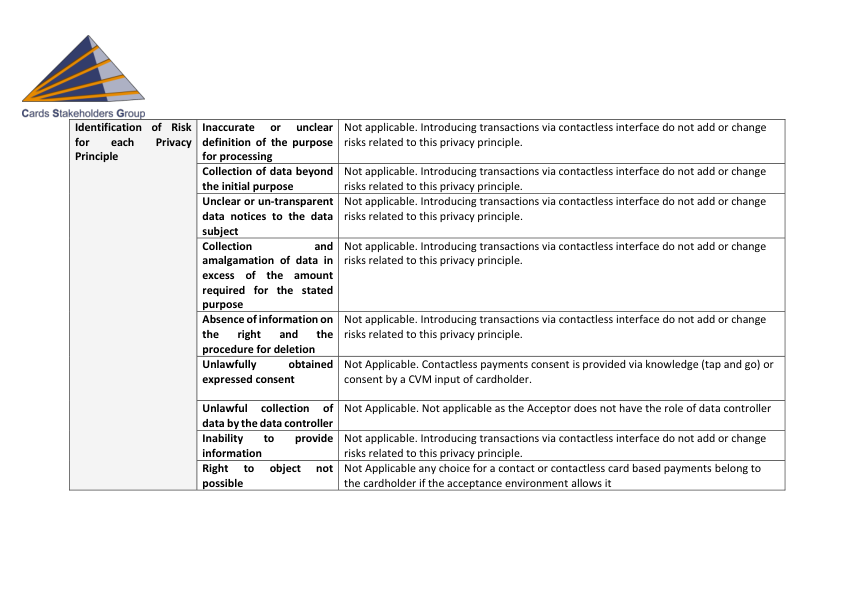 Cards Stakeholders Group
Identification of Risk
for each Privacy
Principle
Inaccurate or unclear
definition of the purpose
for processing
Not applicable. Introducing transactions via contactless interface do not add or change
risks related to this privacy principle.
Collection of data beyond
the initial purpose
Not applicable. Introducing transactions via contactless interface do not add or change
risks related to this privacy principle.
Unclear or un-transparent
data notices to the data
subject
Not applicable. Introducing transactions via contactless interface do not add or change
risks related to this privacy principle.
Collection and
amalgamation of data in
excess of the amount
required for the stated
purpose
Not applicable. Introducing transactions via contactless interface do not add or change
risks related to this privacy principle.
Absence of information on
the right and the
procedure for deletion
Not applicable. Introducing transactions via contactless interface do not add or change
risks related to this privacy principle.
Unlawfully obtained
expressed consent
Not Applicable. Contactless payments consent is provided via knowledge (tap and go) or
consent by a CVM input of cardholder.
Unlawful collection of
data by the data controller
Not Applicable. Not applicable as the Acceptor does not have the role of data controller
Inability to provide
information
Not applicable. Introducing transactions via contactless interface do not add or change
risks related to this privacy principle.
Right to object not
possible
Not Applicable any choice for a contact or contactless card based payments belong to
the cardholder if the acceptance environment allows it